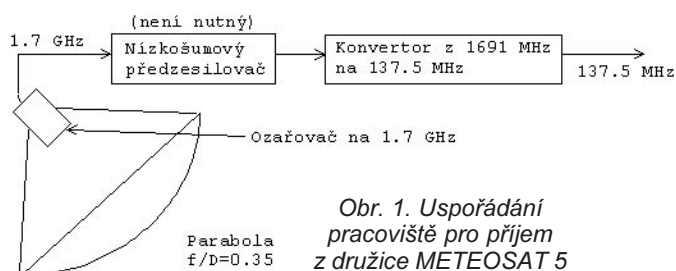 (není nutný)
1.7 GHz
Nízkošumový
předzesilovač
Konvertor z 1691 MHz
na 137.5 MHz
137.5 MHz
Ozařovač na 1.7 GHz
Parabola
f/D=0.35
Obr. 1. Uspořádání
pracoviště pro příjem
z družice METEOSAT 5